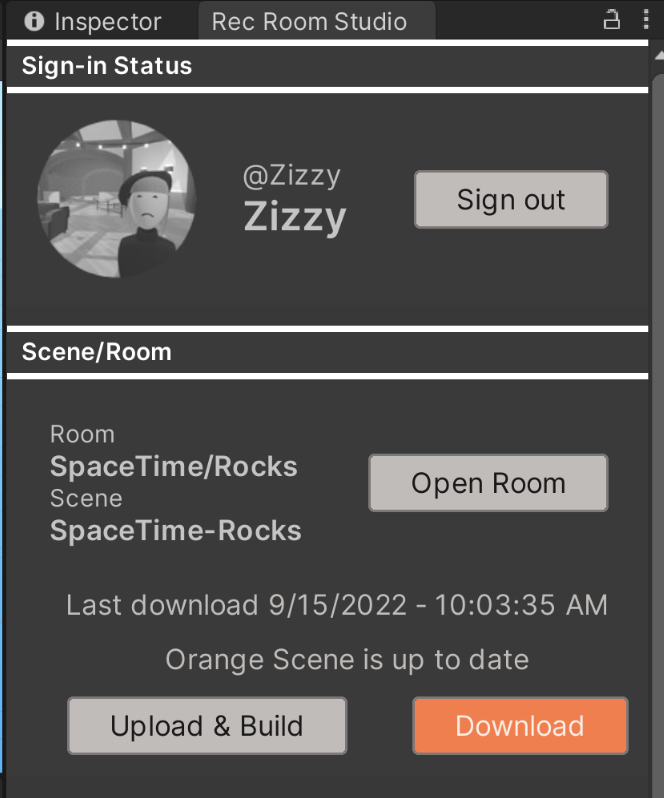 Inspector
Rec Room Studio
Sign-in Status
@Zizzy
Zizzy
Sign out
Scene/Room
Room
SpaceTime/Rocks
Scene
SpaceTime-Rocks
Open Room
Last download 9/15/2022 - 10:03:35 AM
Orange Scene is up to date
Upload & Build
Download